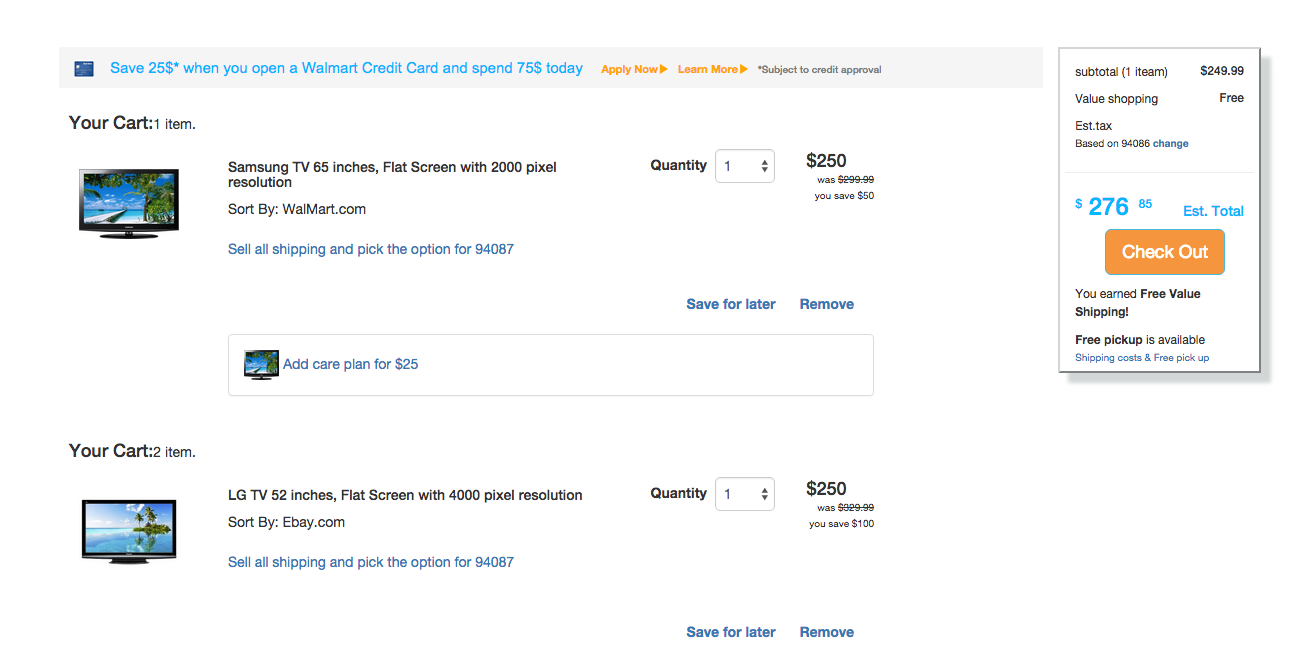 Save 25$* when you open a Walmart Credit Card and spend 75$ today Apply Now Learn More *Subject to credit approval
Your Cart:1 item.
Samsung TV 65 inches, Flat Screen with 2000 pixel
resolution
Sort By: WalMart.com
Sell all shipping and pick the option for 94087
Quantity 1
$250
was $299.99
you save $50
Save for later Remove
Add care plan for $25
Your Cart:2 item.
LG TV 52 inches, Flat Screen with 4000 pixel resolution
Sort By: Ebay.com
Sell all shipping and pick the option for 94087
Quantity 1
$250
was $329.99
you save $100
Save for later Remove
subtotal (1 iteam) $249.99
Value shopping Free
Est.tax
Based on 94086 change
$ 276 85 Est. Total
Check Out
You earned Free Value
Shipping!
Free pickup is available
Shipping costs & Free pick up